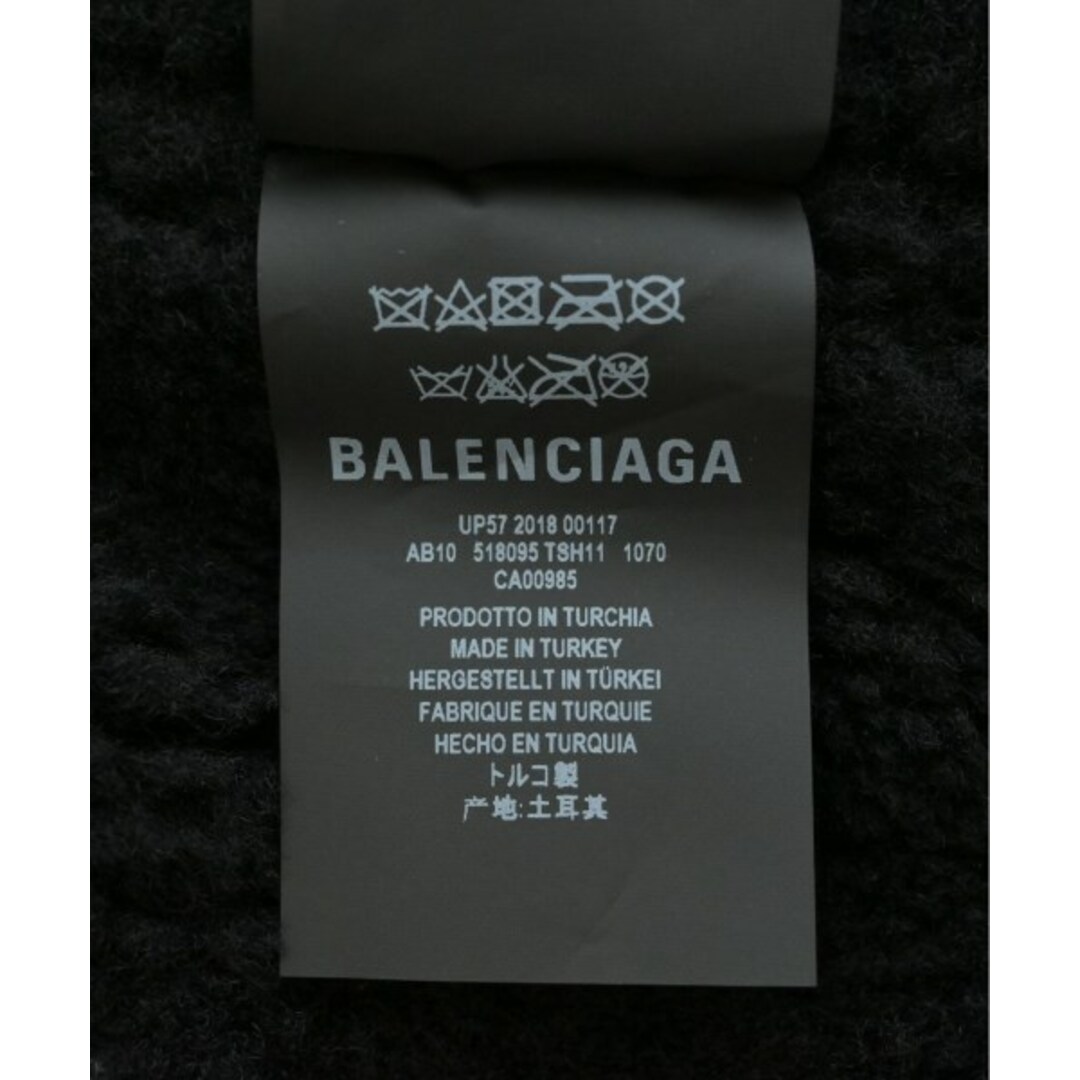 BALENCIAGA
UP57 2018 00117
AB10 518095 TSH11 1070
CA00985
PRODOTTO IN TURCHIA
MADE IN TURKEY
HERGESTELLT IN TÜRKEI
FABRIQUE EN TURQUIE
HECHO EN TURQUIA
トルコ製
产地:土耳其